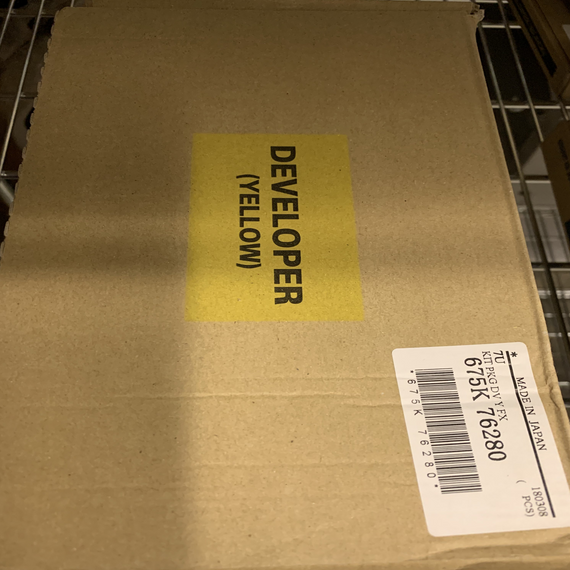 DEVELOPER
(YELLOW)
* MADE IN JAPAN
7U
KIT PKG DV Y FX
675K 76280
*675K 76280*
180308
( PCS)